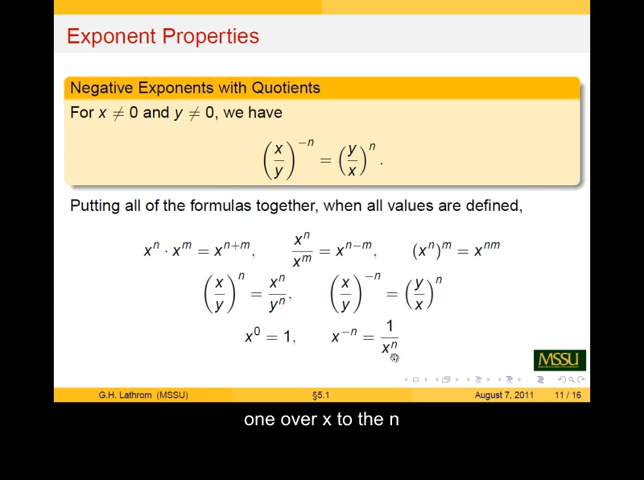 Exponent Properties
Negative Exponents with Quotients
For x ≠ 0 and y ≠ 0, we have
(x/y)^{-n} = (y/x)^{n}.
Putting all of the formulas together, when all values are defined,
x^{n} · x^{m} = x^{n+m}, x^{n}/x^{m} = x^{n−m}, (x^{n})^{m} = x^{nm}
(x/y)^{n} = x^{n}/y^{n}, (x/y)^{−n} = (y/x)^{n}
x^{0} = 1, x^{−n} = 1/x^{n}
MSSU
G.H. Lathrom (MSSU) §5.1 August 7, 2011 11 / 16
one over x to the n